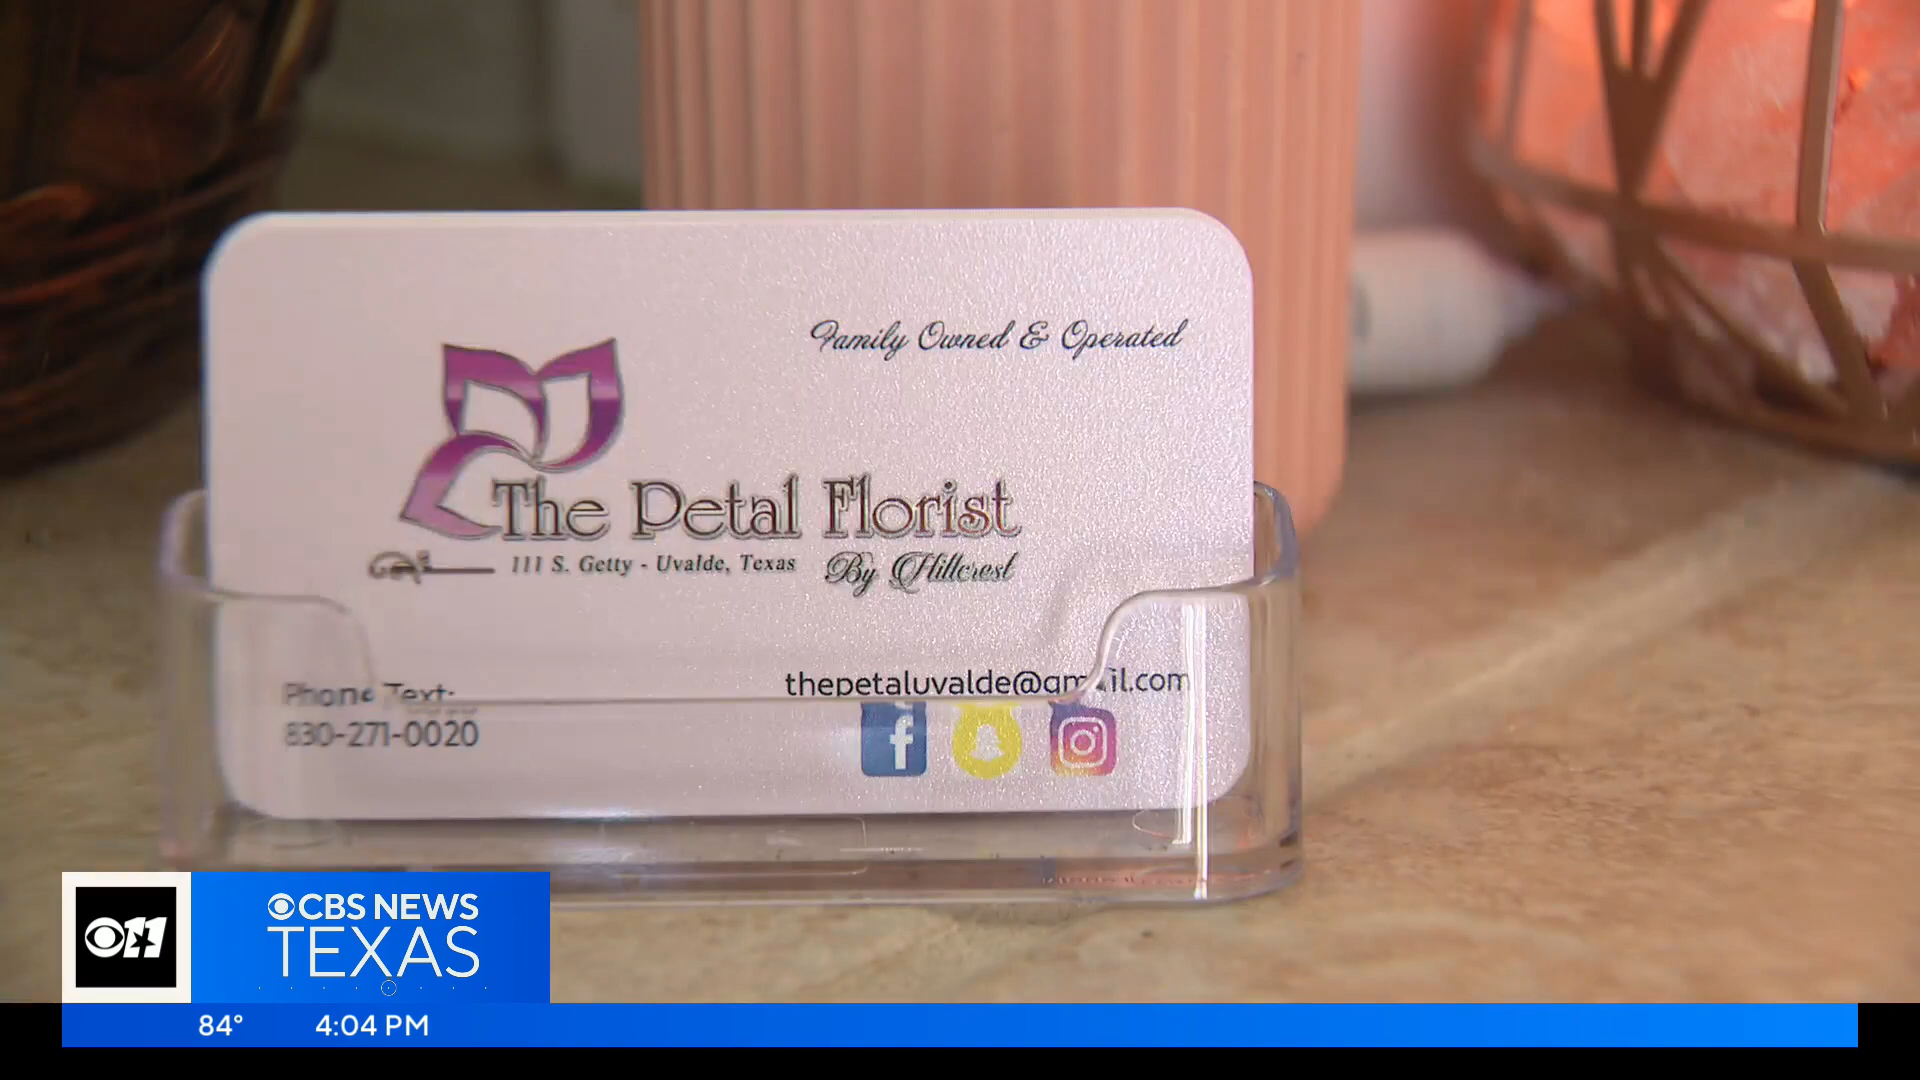 Family Owned & Operated
The Petal Florist
111 S. Getty - Uvalde, Texas
By Hillcrest
Phone Text:
thepetaluvalde@gmail.com
830-271-0020
f
11
CBS NEWS
TEXAS
84° 4:04 PM